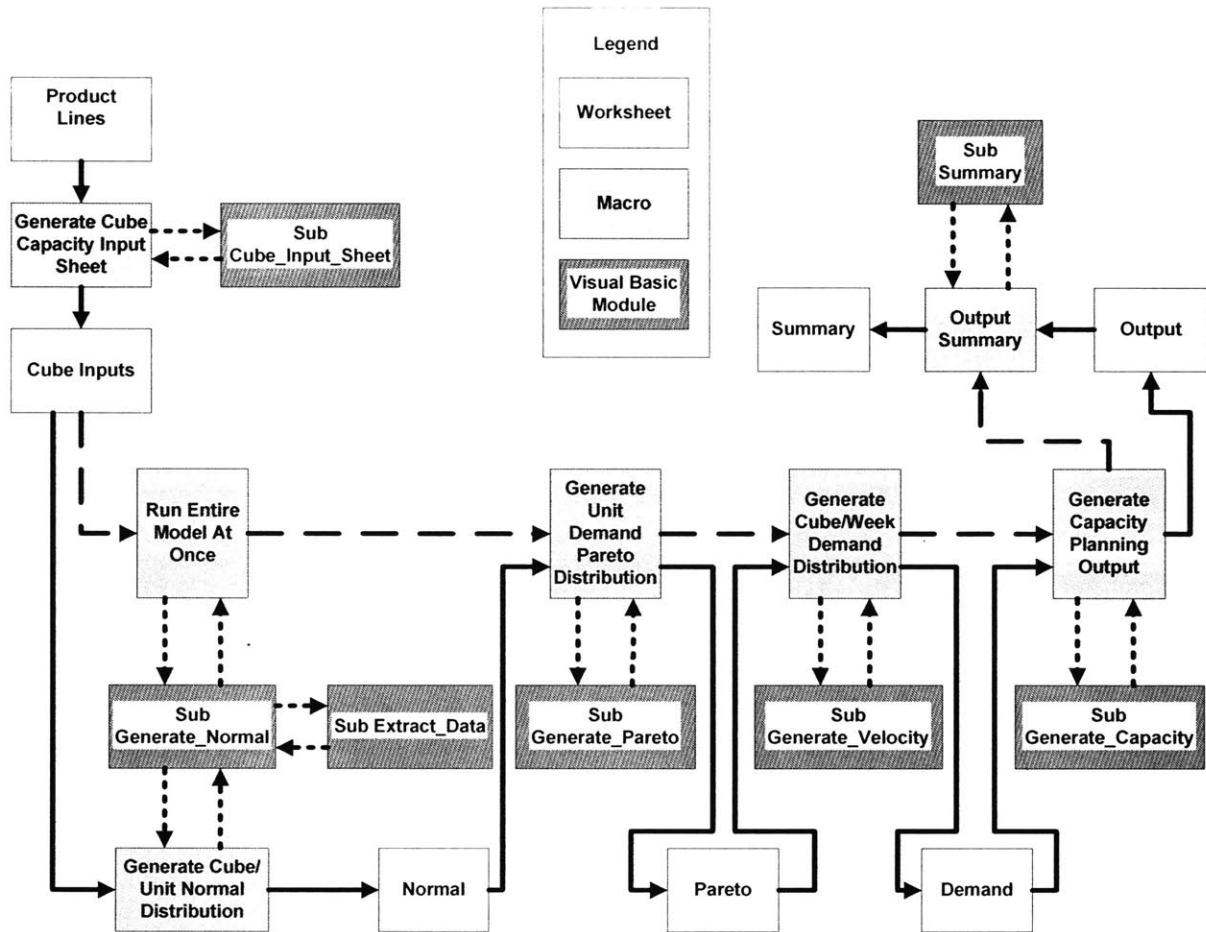 Legend
Worksheet
Macro
Visual Basic
Module
Product
Lines
Generate Cube
Capacity Input
Sheet
Sub
Cube_Input_Sheet
Cube Inputs
Sub
Summary
Summary
Output
Summary
Output
Run Entire
Model At
Once
Generate
Unit
Demand
Pareto
Distribution
Generate
Cube/Week
Demand
Distribution
Generate
Capacity
Planning
Output
Sub
Generate_Normal
Sub Extract_Data
Sub
Generate_Pareto
Sub
Generate_Velocity
Sub
Generate_Capacity
Generate Cube/
Unit Normal
Distribution
Normal
Pareto
Demand